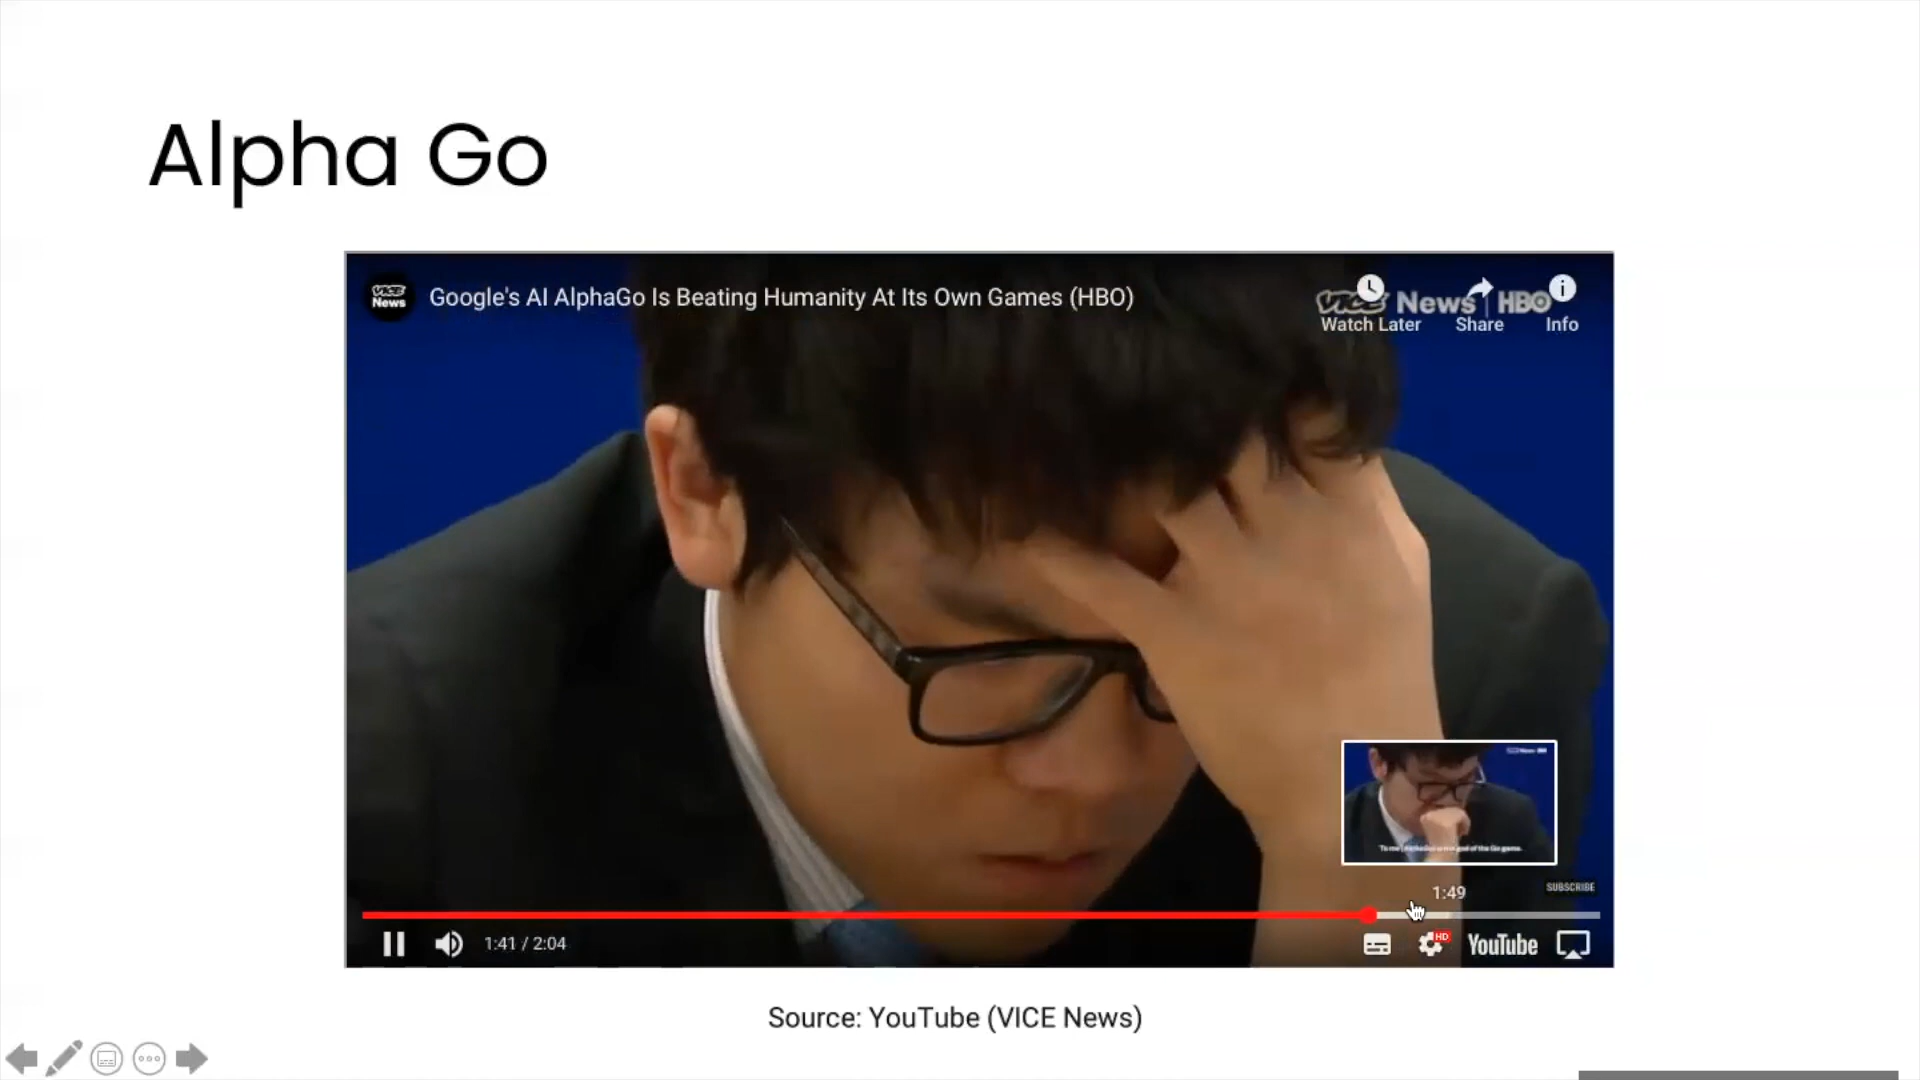 Alpha Go
VICE News
Google's AI AlphaGo Is Beating Humanity At Its Own Games (HBO)
VICE News | HBO
Watch Later
Share
Info
1:49
SUBSCRIBE
1:41 / 2:04
HD
YouTube
Source: YouTube (VICE News)